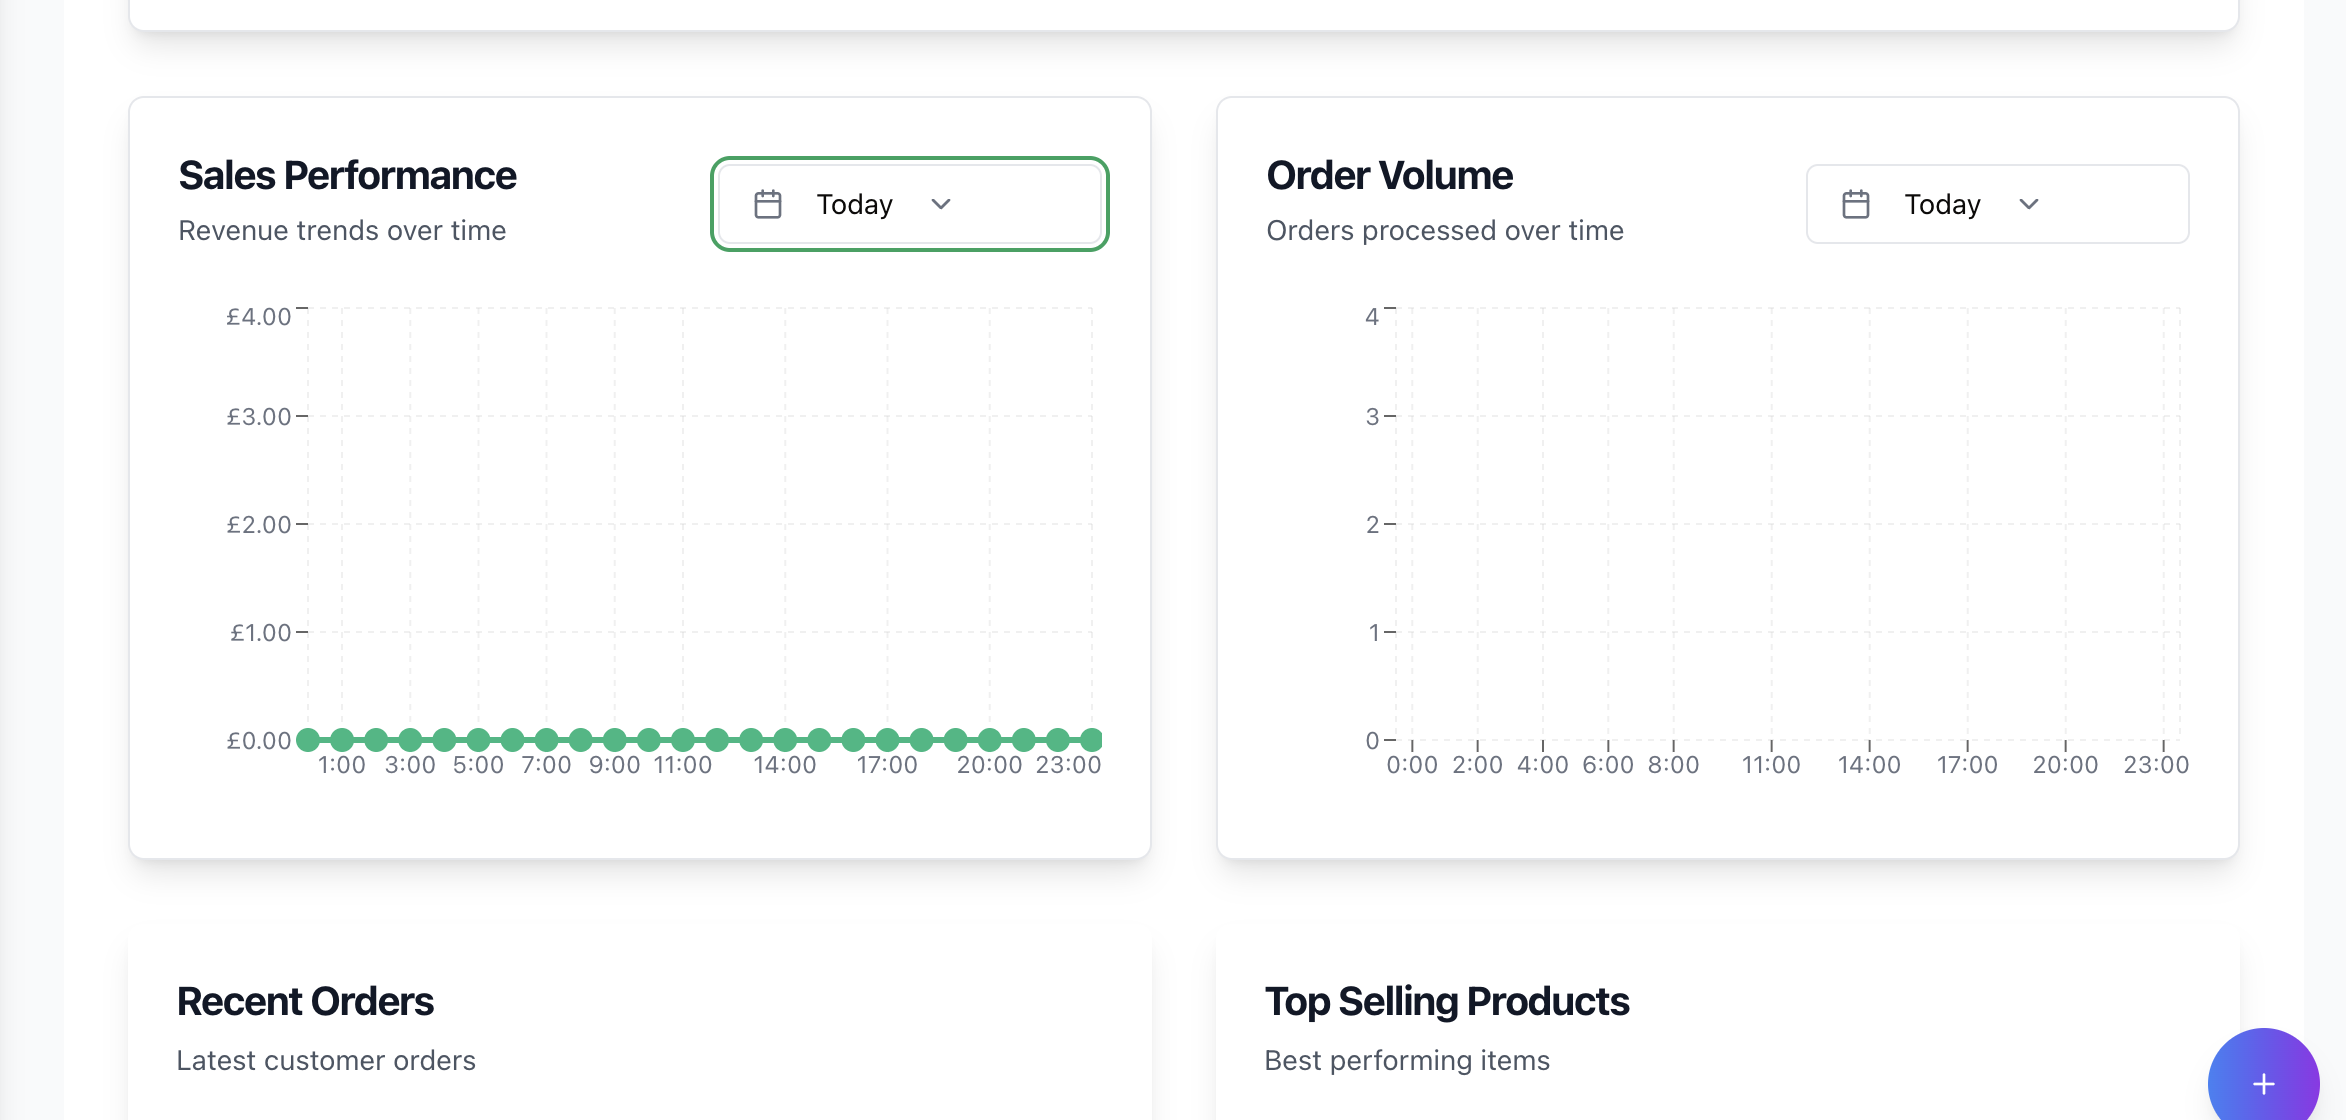 Sales Performance
Revenue trends over time
Today
£4.00
£3.00
£2.00
£1.00
£0.00
1:00 3:00 5:00 7:00 9:00 11:00 14:00 17:00 20:00 23:00
Order Volume
Orders processed over time
Today
4
3
2
1
0
0:00 2:00 4:00 6:00 8:00 11:00 14:00 17:00 20:00 23:00
Recent Orders
Latest customer orders
Top Selling Products
Best performing items
+